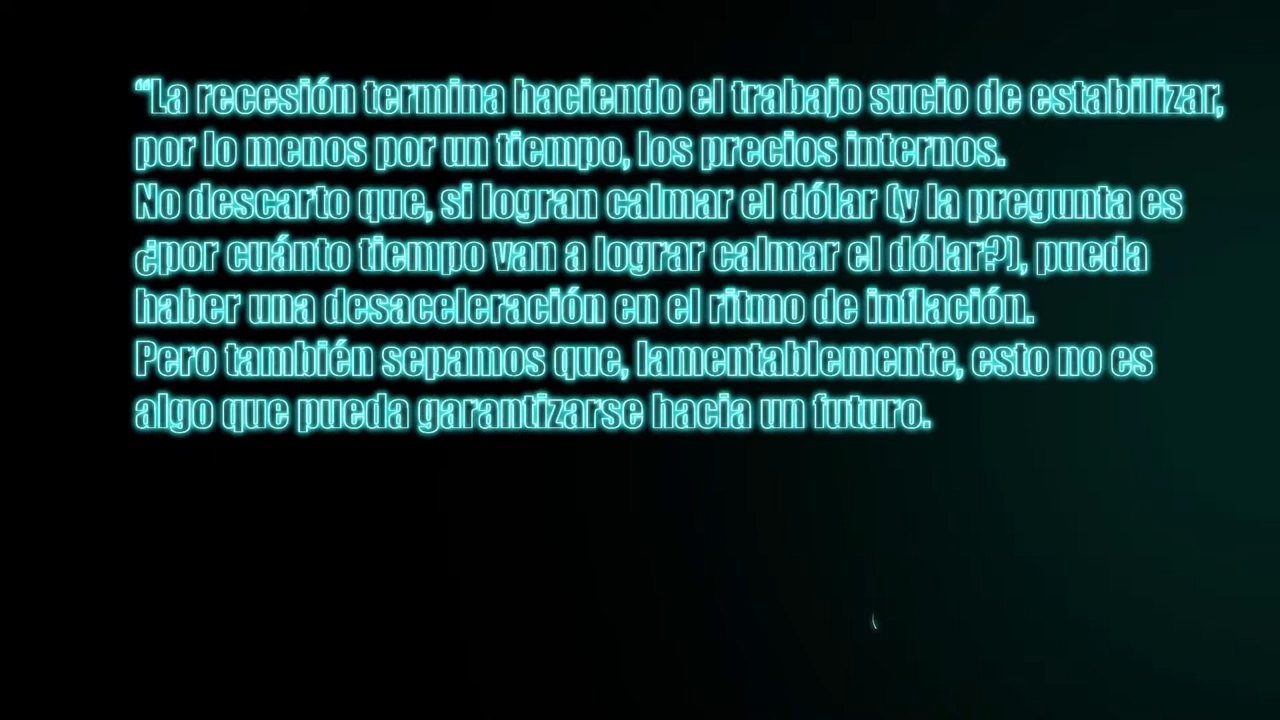 “La recesión termina haciendo el trabajo sucio de estabilizar,
por lo menos por un tiempo, los precios internos.
No descarto que, si logran calmar el dólar (y la pregunta es
¿por cuánto tiempo van a lograr calmar el dólar?), pueda
haber una desaceleración en el ritmo de inflación.
Pero también sepamos que, lamentablemente, esto no es
algo que pueda garantizarse hacia un futuro.